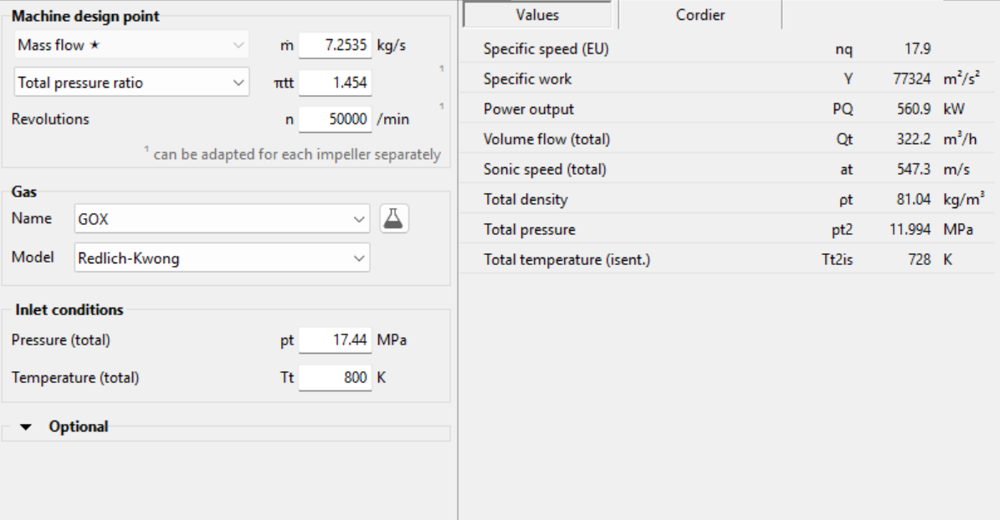 Machine design point
Mass flow ★ ṁ 7.2535 kg/s
Total pressure ratio πtt 1.454 ¹
Revolutions n 50000 /min ¹
¹ can be adapted for each impeller separately
Gas
Name GOX
Model Redlich-Kwong
Inlet conditions
Pressure (total) pt 17.44 MPa
Temperature (total) Tt 800 K
Optional
Values Cordier
Specific speed (EU) nq 17.9
Specific work Y 77324 m²/s²
Power output PQ 560.9 kW
Volume flow (total) Qt 322.2 m³/h
Sonic speed (total) at 547.3 m/s
Total density ρt 81.04 kg/m³
Total pressure pt2 11.994 MPa
Total temperature (isent.) Tt2is 728 K